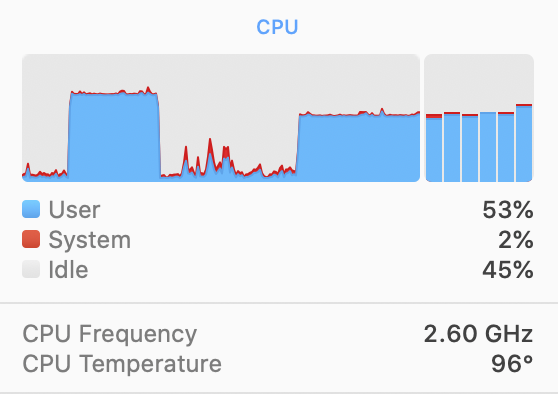 CPU
User 53%
System 2%
Idle 45%
CPU Frequency 2.60 GHz
CPU Temperature 96°